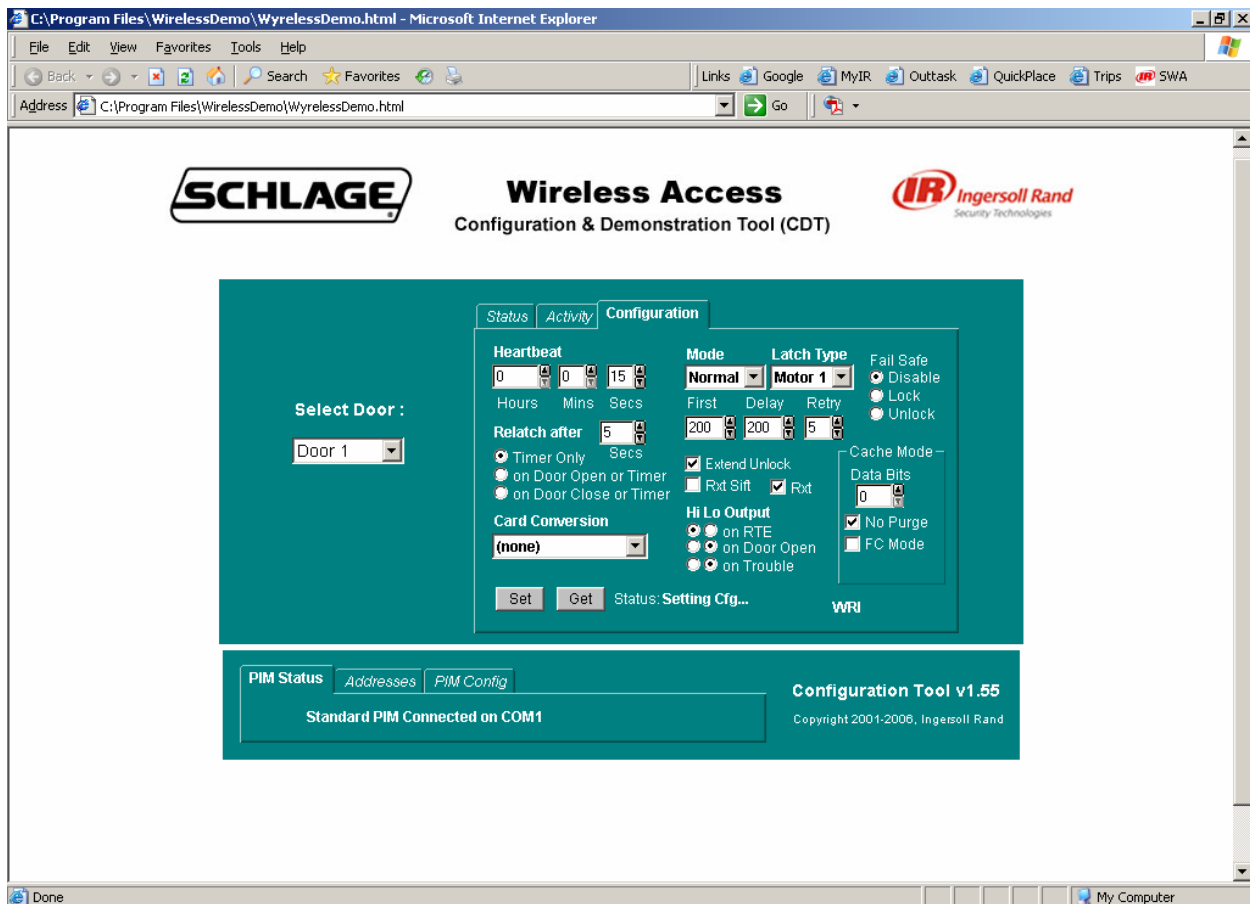 C:\Program Files\WirelessDemo\WyrelessDemo.html - Microsoft Internet Explorer
File Edit View Favorites Tools Help
Back Search Favorites Links Google MyIR Outtask QuickPlace Trips SWA
Address C:\Program Files\WirelessDemo\WyrelessDemo.html Go
SCHLAGE
Wireless Access
Configuration & Demonstration Tool (CDT)
IR Ingersoll Rand
Security Technologies
Select Door :
Door 1
Status Activity Configuration
Heartbeat
0 0 15
Hours Mins Secs
Relatch after 5
Secs
Timer Only
on Door Open or Timer
on Door Close or Timer
Card Conversion
(none)
Mode Latch Type
Normal Motor 1
First Delay Retry
200 200 5
Extend Unlock
Rxt Sift Rxt
Hi Lo Output
on RTE
on Door Open
on Trouble
Fail Safe
Disable
Lock
Unlock
Cache Mode
Data Bits
0
No Purge
FC Mode
Set Get Status: Setting Cfg...
WRI
PIM Status Addresses PIM Config
Standard PIM Connected on COM1
Configuration Tool v1.55
Copyright 2001-2006, Ingersoll Rand
Done My Computer